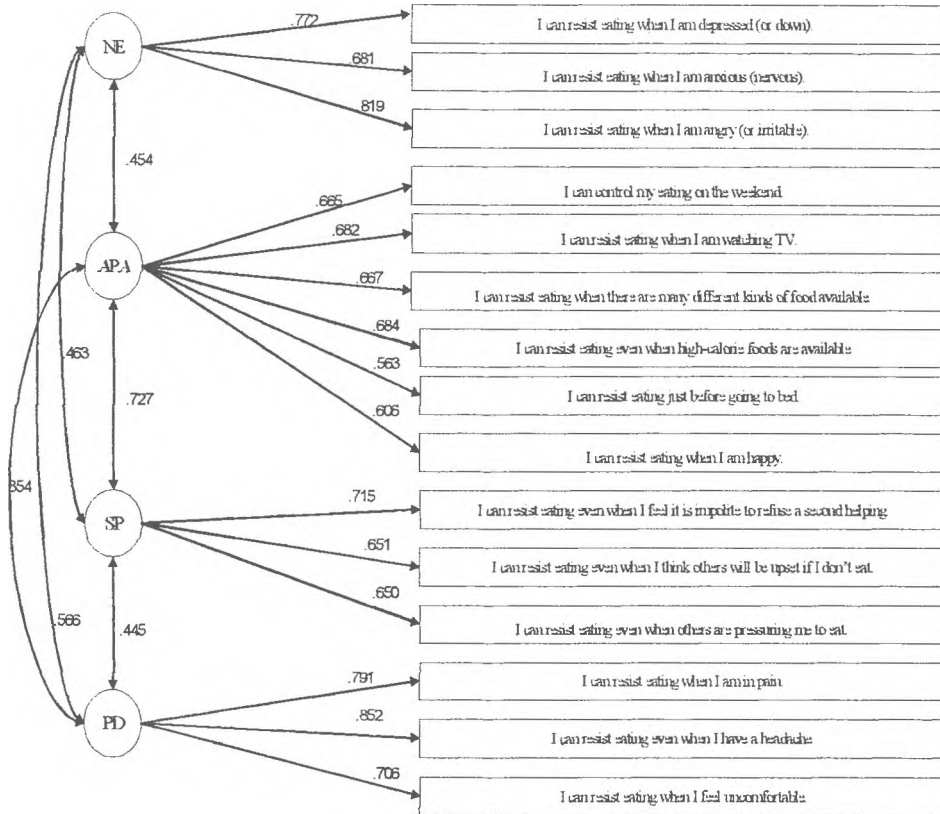 .772
I can resist eating when I am depressed (or down).
NE
.681
I can resist eating when I am anxious (nervous).
.819
I can resist eating when I am angry (or irritable).
.454
.665
I can control my eating on the weekend.
.682
I can resist eating when I am watching TV.
APA
.667
I can resist eating when there are many different kinds of food available
.684
I can resist eating even when high-calorie foods are available
.463
.563
I can resist eating just before going to bed.
.727
.606
I can resist eating when I am happy.
.354
.715
I can resist eating even when I feel it is impolite to refuse a second helping
SP
.651
I can resist eating even when I think others will be upset if I don't eat.
.650
I can resist eating even when others are pressuring me to eat.
.566
.445
.791
I can resist eating when I am in pain.
PD
.852
I can resist eating even when I have a headache
.706
I can resist eating when I feel uncomfortable.